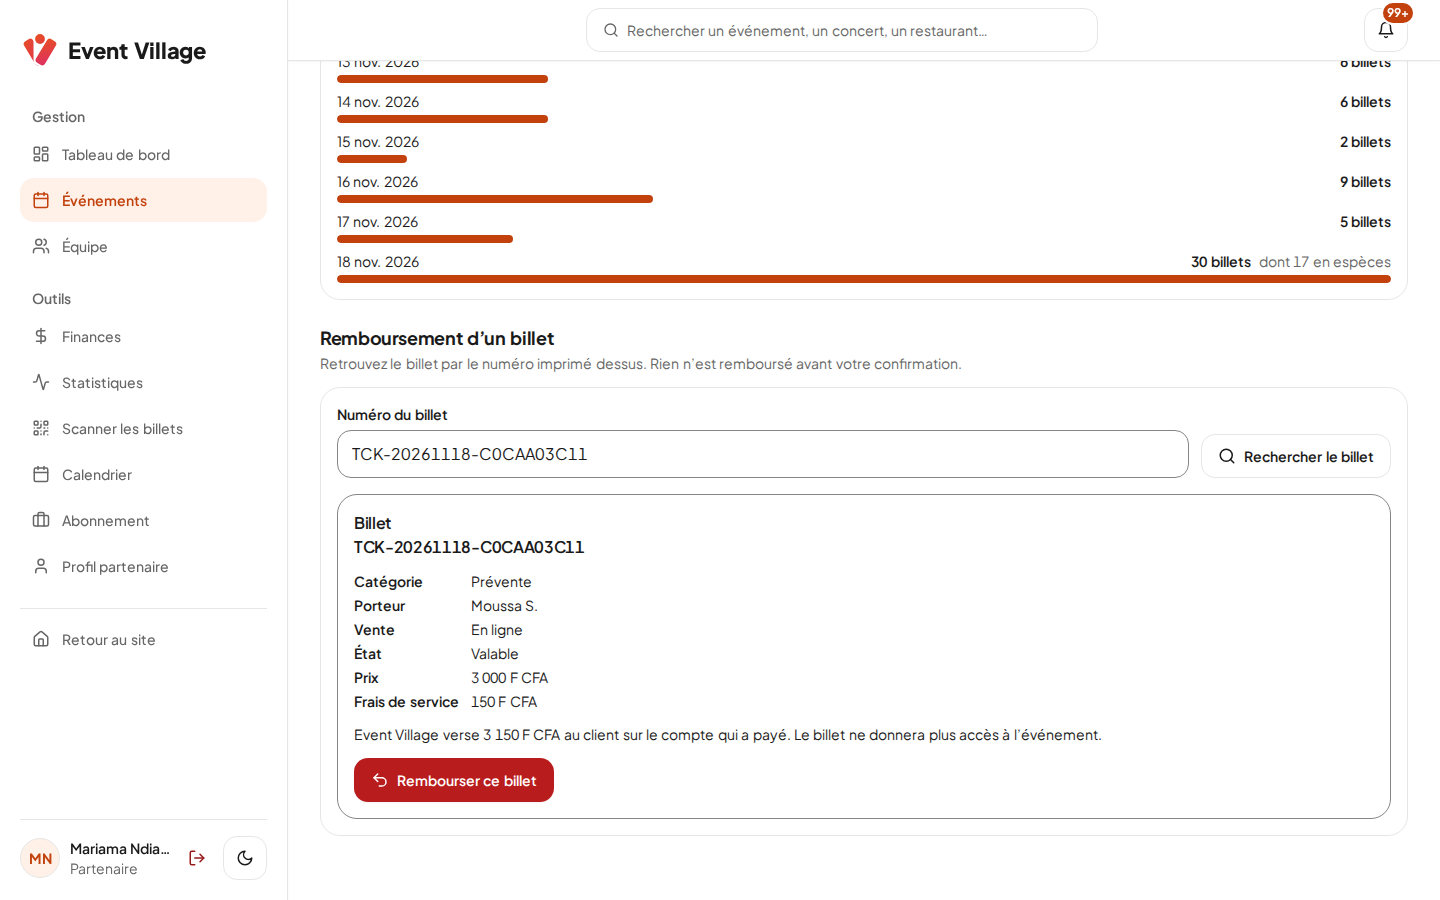 Event Village
Rechercher un événement, un concert, un restaurant…
99+
Gestion
Tableau de bord
Événements
Équipe
Outils
Finances
Statistiques
Scanner les billets
Calendrier
Abonnement
Profil partenaire
Retour au site
MN
Mariama Ndia…
Partenaire
13 nov. 2026 6 billets
14 nov. 2026 6 billets
15 nov. 2026 2 billets
16 nov. 2026 9 billets
17 nov. 2026 5 billets
18 nov. 2026 30 billets dont 17 en espèces
Remboursement d’un billet
Retrouvez le billet par le numéro imprimé dessus. Rien n’est remboursé avant votre confirmation.
Numéro du billet
TCK-20261118-C0CAA03C11
Rechercher le billet
Billet
TCK-20261118-C0CAA03C11
Catégorie Prévente
Porteur Moussa S.
Vente En ligne
État Valable
Prix 3 000 F CFA
Frais de service 150 F CFA
Event Village verse 3 150 F CFA au client sur le compte qui a payé. Le billet ne donnera plus accès à l’événement.
Rembourser ce billet